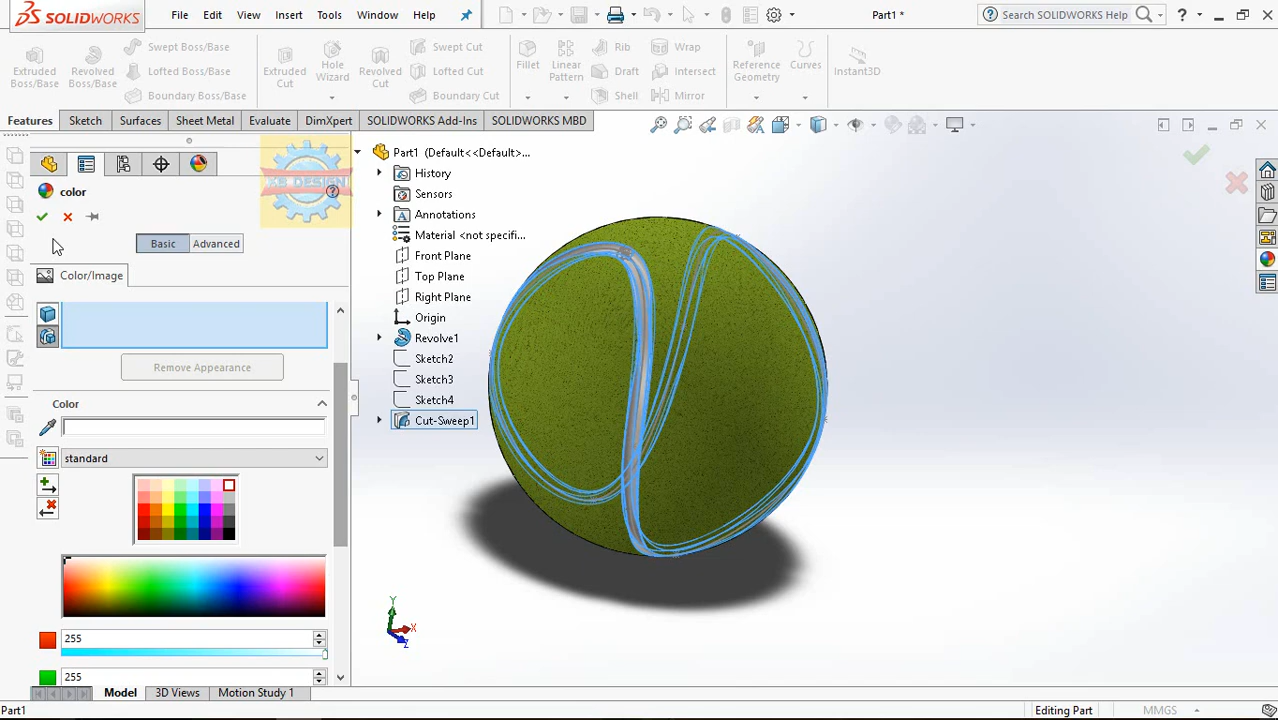 SOLIDWORKS
File Edit View Insert Tools Window Help
Part1 *
Search SOLIDWORKS Help
Extruded Boss/Base
Revolved Boss/Base
Swept Boss/Base
Lofted Boss/Base
Boundary Boss/Base
Extruded Cut
Hole Wizard
Revolved Cut
Swept Cut
Lofted Cut
Boundary Cut
Fillet
Linear Pattern
Rib
Draft
Shell
Wrap
Intersect
Mirror
Reference Geometry
Curves
Instant3D
Features Sketch Surfaces Sheet Metal Evaluate DimXpert SOLIDWORKS Add-Ins SOLIDWORKS MBD
color
Basic Advanced
Color/Image
Remove Appearance
Color
standard
255
255
Part1 (Default<<Default>...
History
Sensors
Annotations
Material <not specifi...
Front Plane
Top Plane
Right Plane
Origin
Revolve1
Sketch2
Sketch3
Sketch4
Cut-Sweep1
Y
X
Z
Model 3D Views Motion Study 1
Part1
Editing Part
MMGS